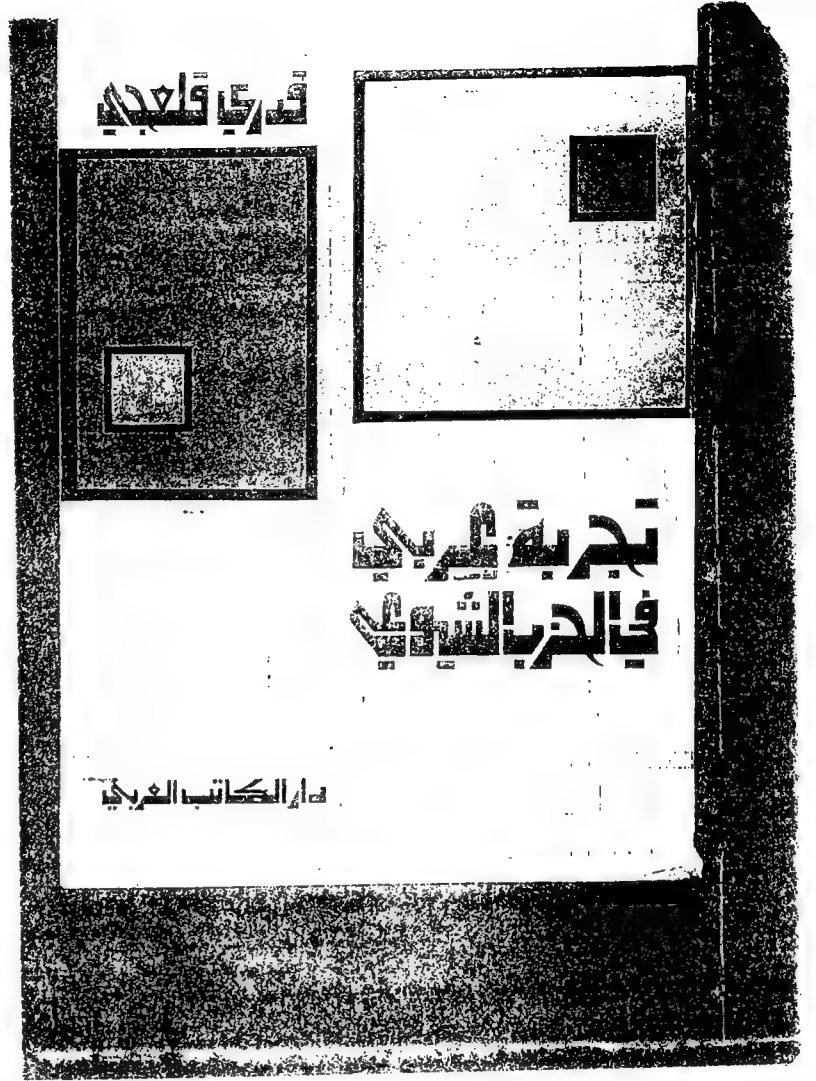 قدري قلعجي
تجربة عربي
في الحزب الشيوعي
دار الكاتب العربي